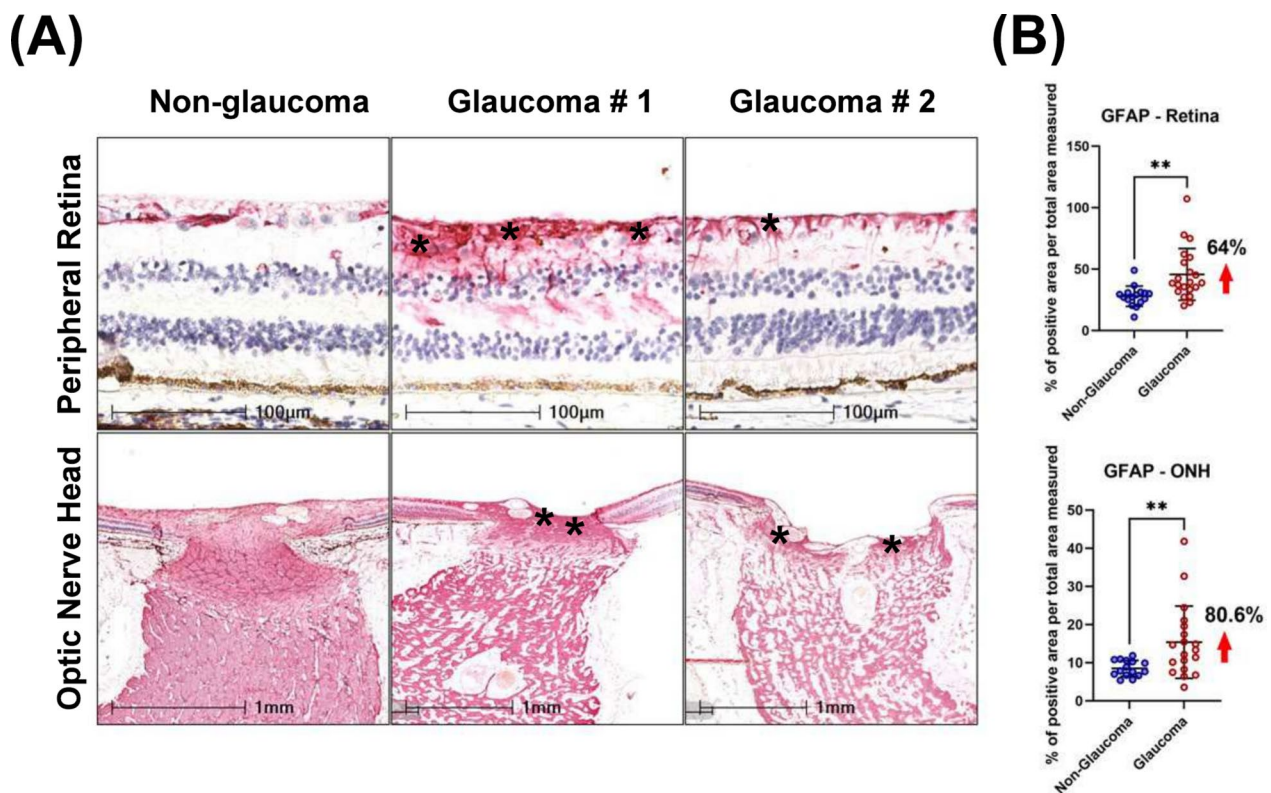 (A)
Non-glaucoma
Glaucoma # 1
Glaucoma # 2
Peripheral Retina
100µm
100µm
100µm
Optic Nerve Head
*
*
*
*
*
*
*
*
1mm
1mm
1mm
(B)
GFAP - Retina
% of positive area per total area measured
150
100
50
0
**
64%
Non-Glaucoma
Glaucoma
GFAP - ONH
% of positive area per total area measured
50
40
30
20
10
0
**
80.6%
Non-Glaucoma
Glaucoma